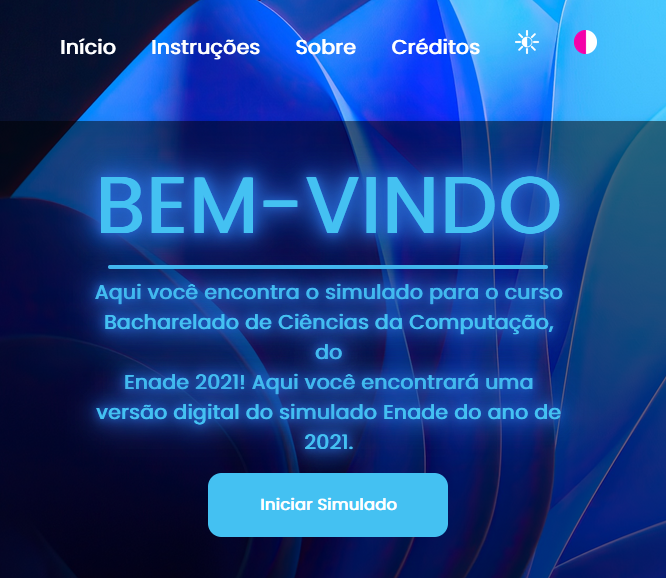 Início Instruções Sobre Créditos
BEM-VINDO
Aqui você encontra o simulado para o curso
Bacharelado de Ciências da Computação,
do
Enade 2021! Aqui você encontrará uma
versão digital do simulado Enade do ano de
2021.
Iniciar Simulado